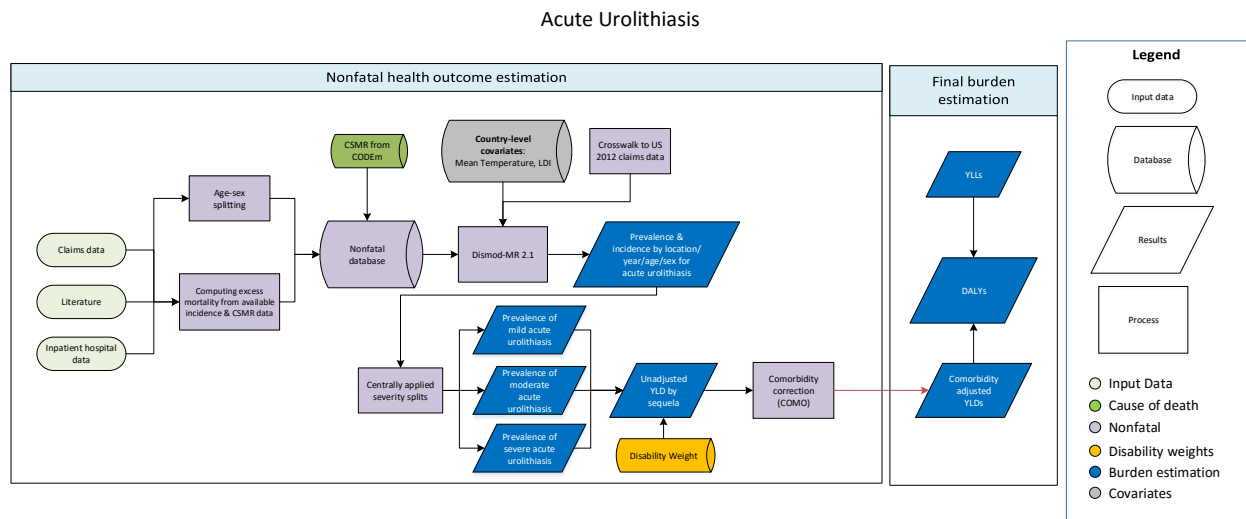 Acute Urolithiasis
Nonfatal health outcome estimation
Final burden
estimation
Legend
Input data
Database
Results
Process
Input Data
Cause of death
Nonfatal
Disability weights
Burden estimation
Covariates
CSMR from
CODEm
Country-level
covariates:
Mean Temperature, LDI
Crosswalk to US
2012 claims data
Age-sex
splitting
Claims data
Literature
Inpatient hospital
data
Computing excess
mortality from available
incidence & CSMR data
Nonfatal
database
Dismod-MR 2.1
Prevalence &
incidence by location/
year/age/sex for
acute urolithiasis
Centrally applied
severity splits
Prevalence of
mild acute
urolithiasis
Prevalence of
moderate acute
urolithiasis
Prevalence of
severe acute
urolithiasis
Unadjusted
YLD by
sequela
Disability Weight
Comorbidity
correction
(COMO)
YLLs
DALYs
Comorbidity
adjusted
YLDs